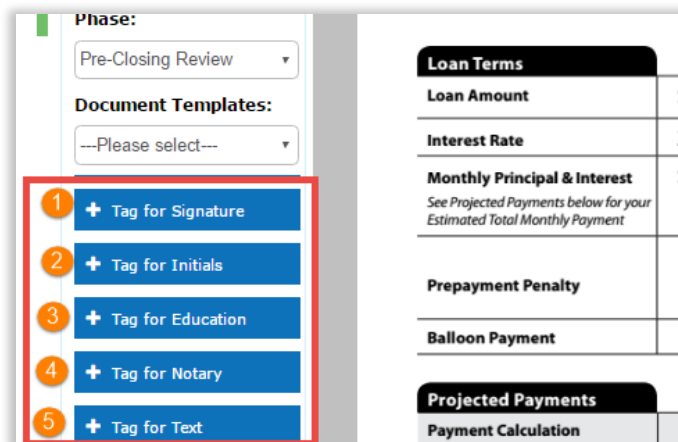 Phase:
Pre-Closing Review
Document Templates:
---Please select---
1 + Tag for Signature
2 + Tag for Initials
3 + Tag for Education
4 + Tag for Notary
5 + Tag for Text
Loan Terms
Loan Amount
Interest Rate
Monthly Principal & Interest
See Projected Payments below for your
Estimated Total Monthly Payment
Prepayment Penalty
Balloon Payment
Projected Payments
Payment Calculation